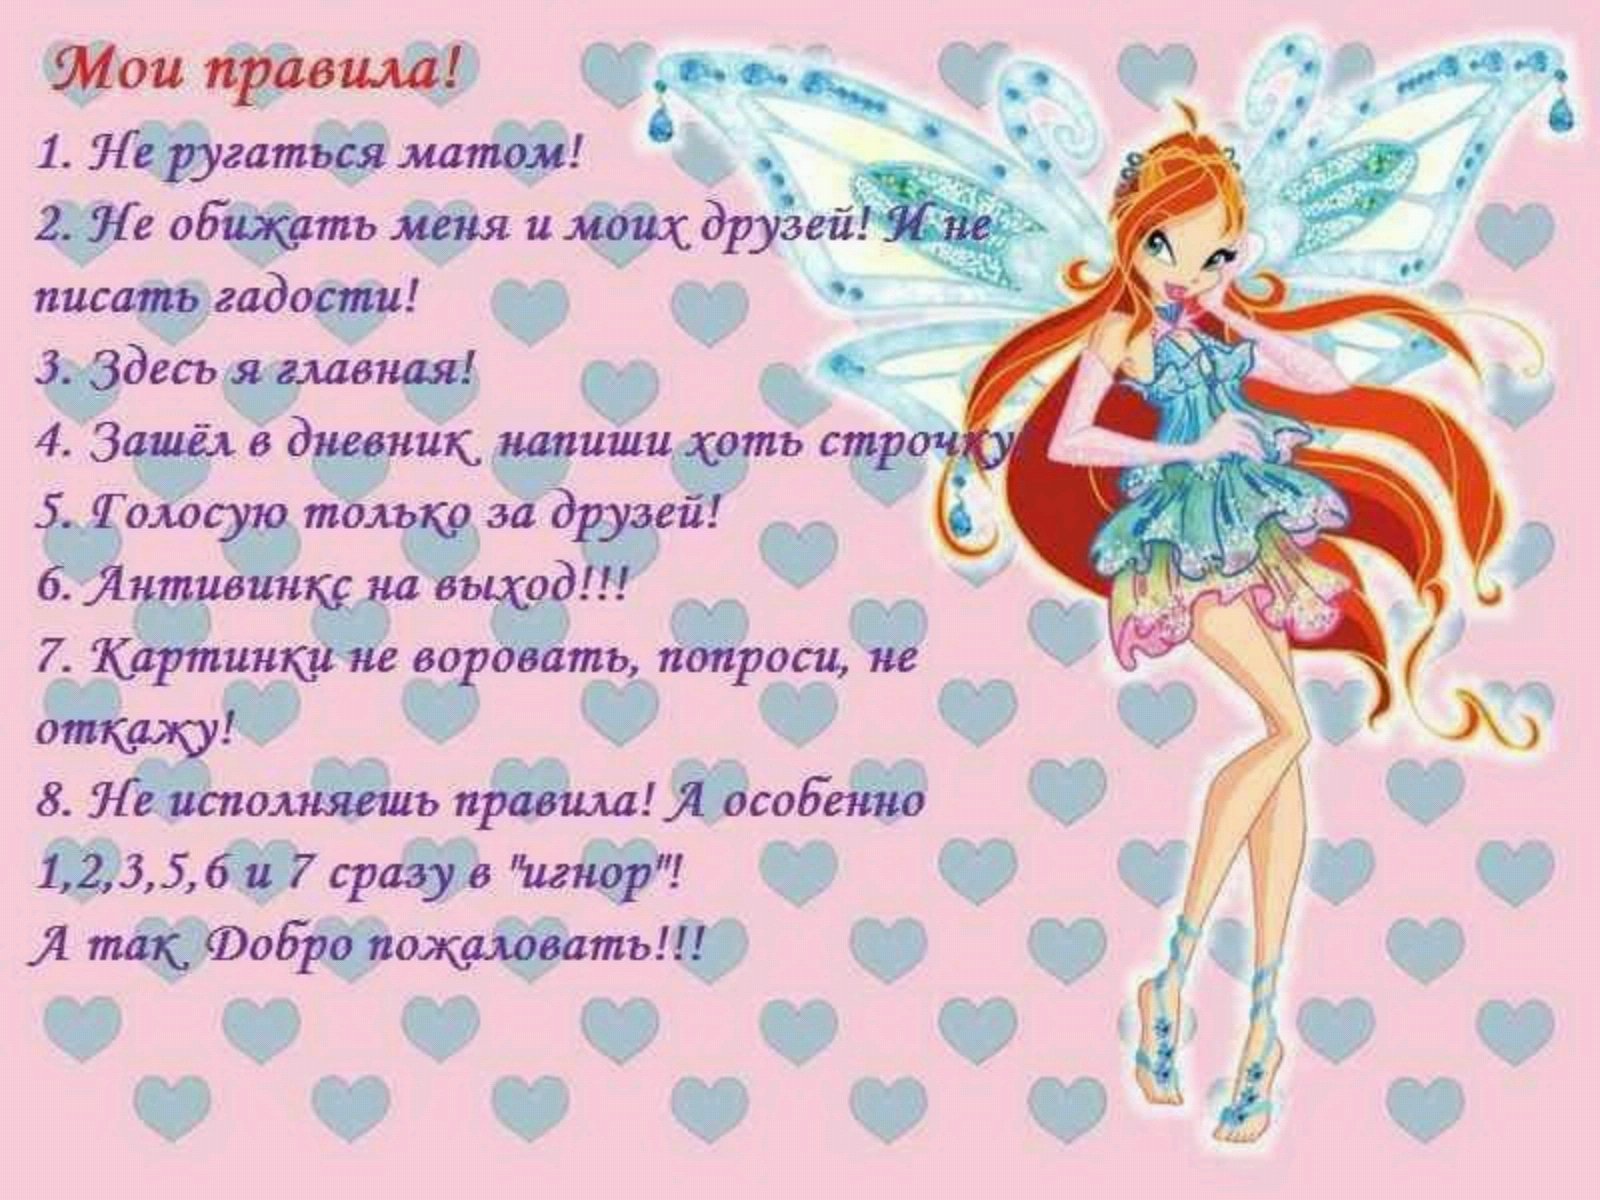 Мои правила!
1. Не ругаться матом!
2. Не обижать меня и моих друзей! И не
писать гадости!
3. Здесь я главная!
4. Зашёл в дневник, напиши хоть строчку!
5. Голосую только за друзей!
6. Антивинкс на выход!!!
7. Картинки не воровать, попроси, не
откажу!
8. Не исполняешь правила! А особенно
1,2,3,5,6 и 7 сразу в "игнор"!
А так, Добро пожаловать!!!